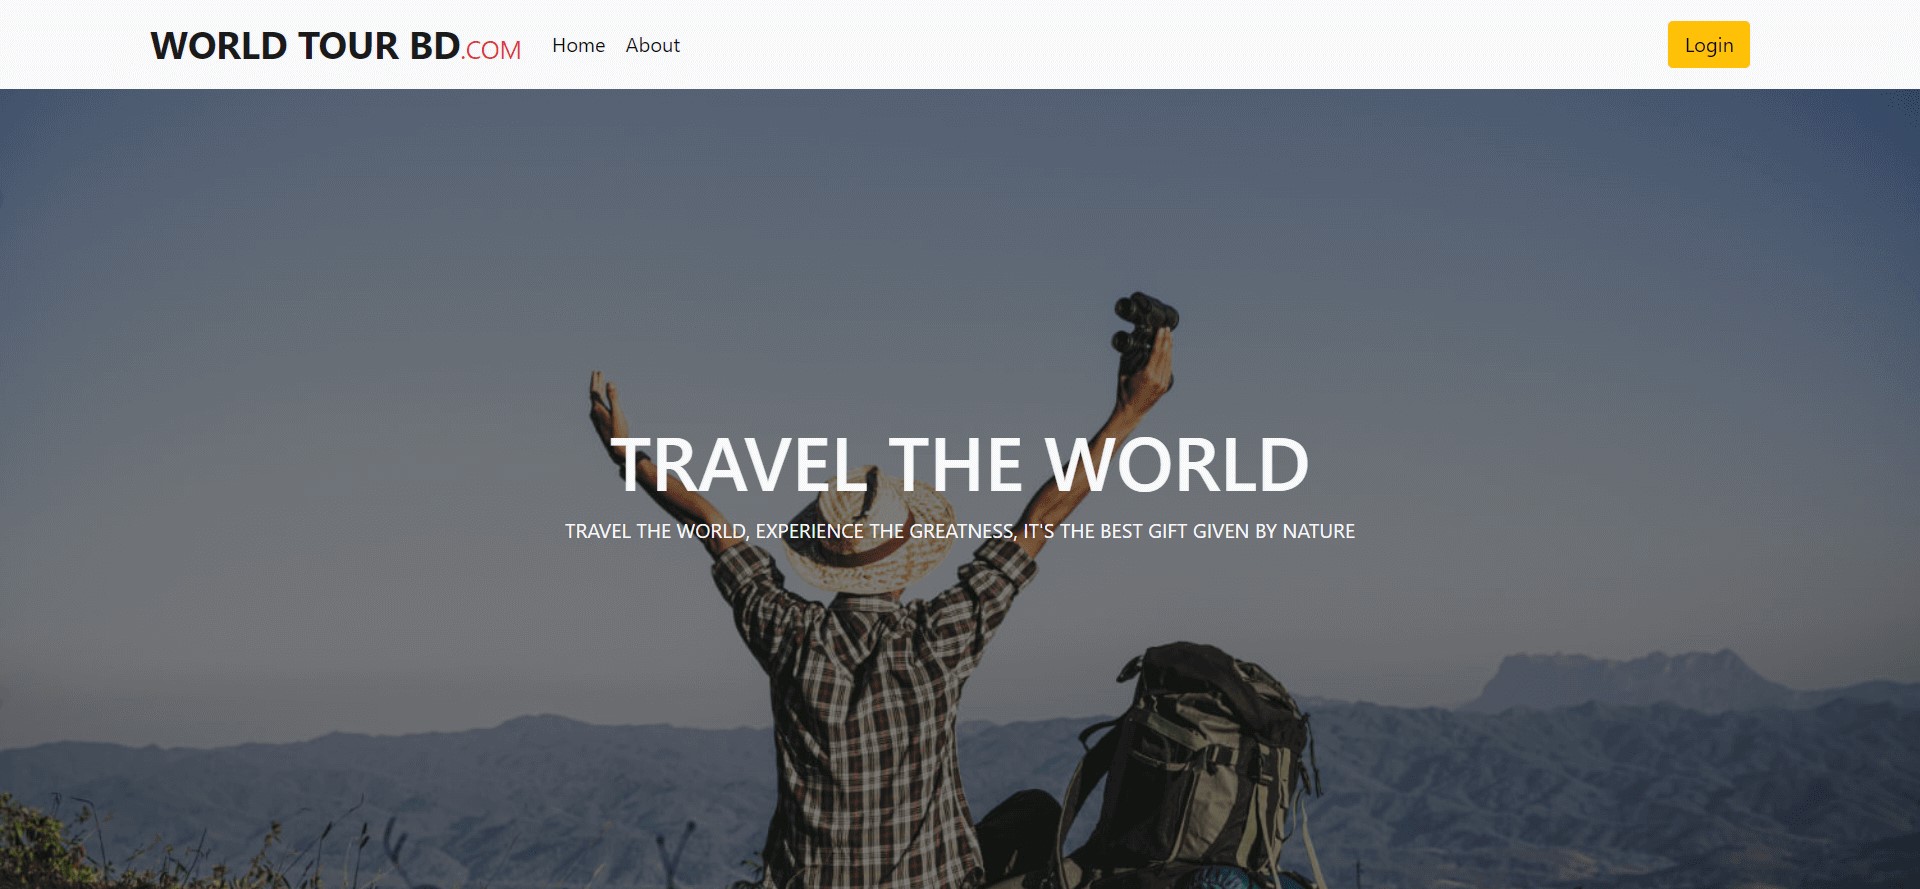 WORLD TOUR BD.COM Home About Login
TRAVEL THE WORLD
TRAVEL THE WORLD, EXPERIENCE THE GREATNESS, IT'S THE BEST GIFT GIVEN BY NATURE